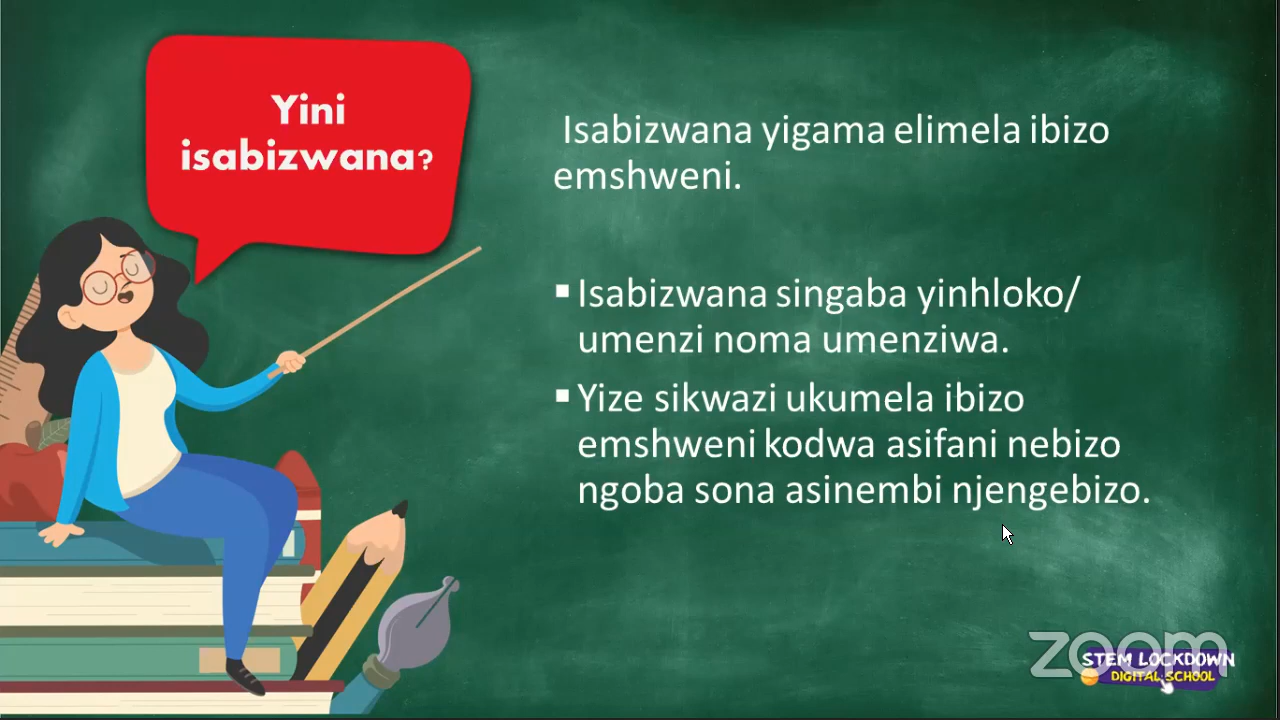 Yini
isabizwana?
Isabizwana yigama elimela ibizo
emshweni.
▪ Isabizwana singaba yinhloko/
umenzi noma umenziwa.
▪ Yize sikwazi ukumela ibizo
emshweni kodwa asifani nebizo
ngoba sona asinembi njengebizo.
zoom
STEM LOCKDOWN
DIGITAL SCHOOL